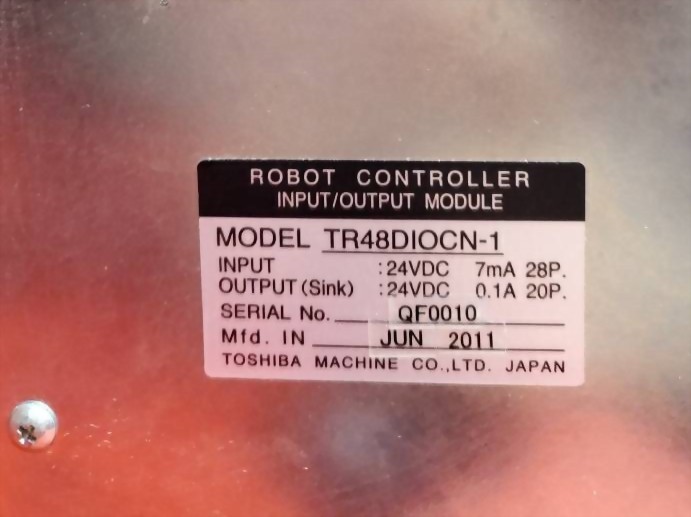 ROBOT CONTROLLER
INPUT/OUTPUT MODULE
MODEL TR48DIOCN-1
INPUT :24VDC 7mA 28P.
OUTPUT (Sink) :24VDC 0.1A 20P.
SERIAL No. QF0010
Mfd. IN JUN 2011
TOSHIBA MACHINE CO.,LTD. JAPAN